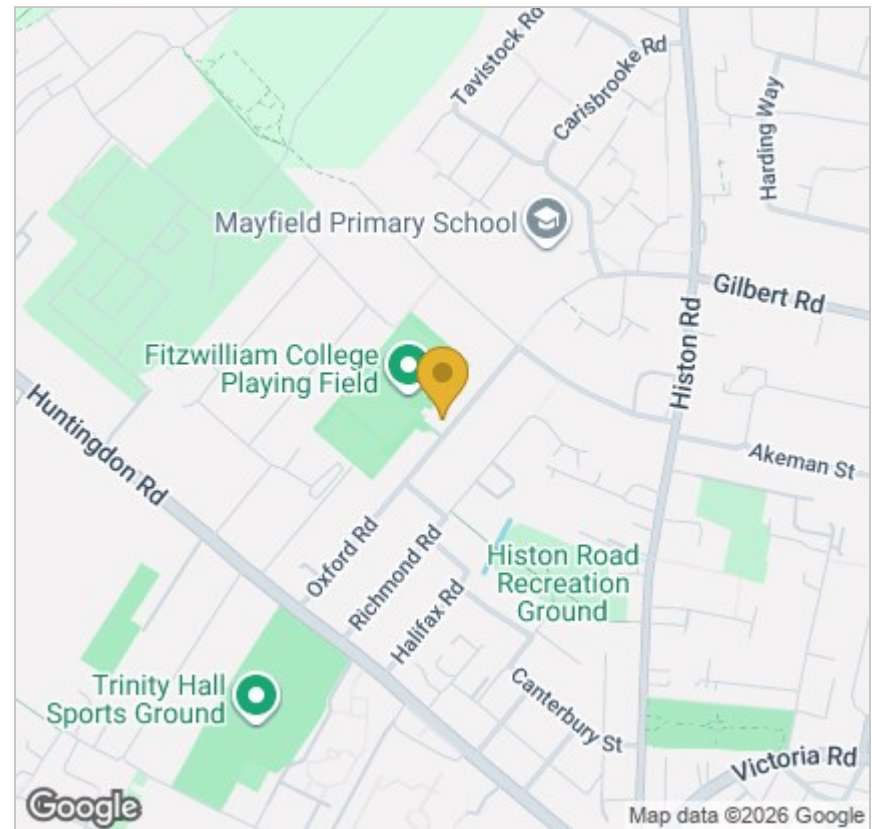 Tavistock Rd
Carisbrooke Rd
Harding Way
Mayfield Primary School
Gilbert Rd
Histon Rd
Fitzwilliam College
Playing Field
Huntingdon Rd
Akeman St
Oxford Rd
Richmond Rd
Halifax Rd
Histon Road
Recreation
Ground
Trinity Hall
Sports Ground
Canterbury St
Victoria Rd
Google
Map data ©2026 Google